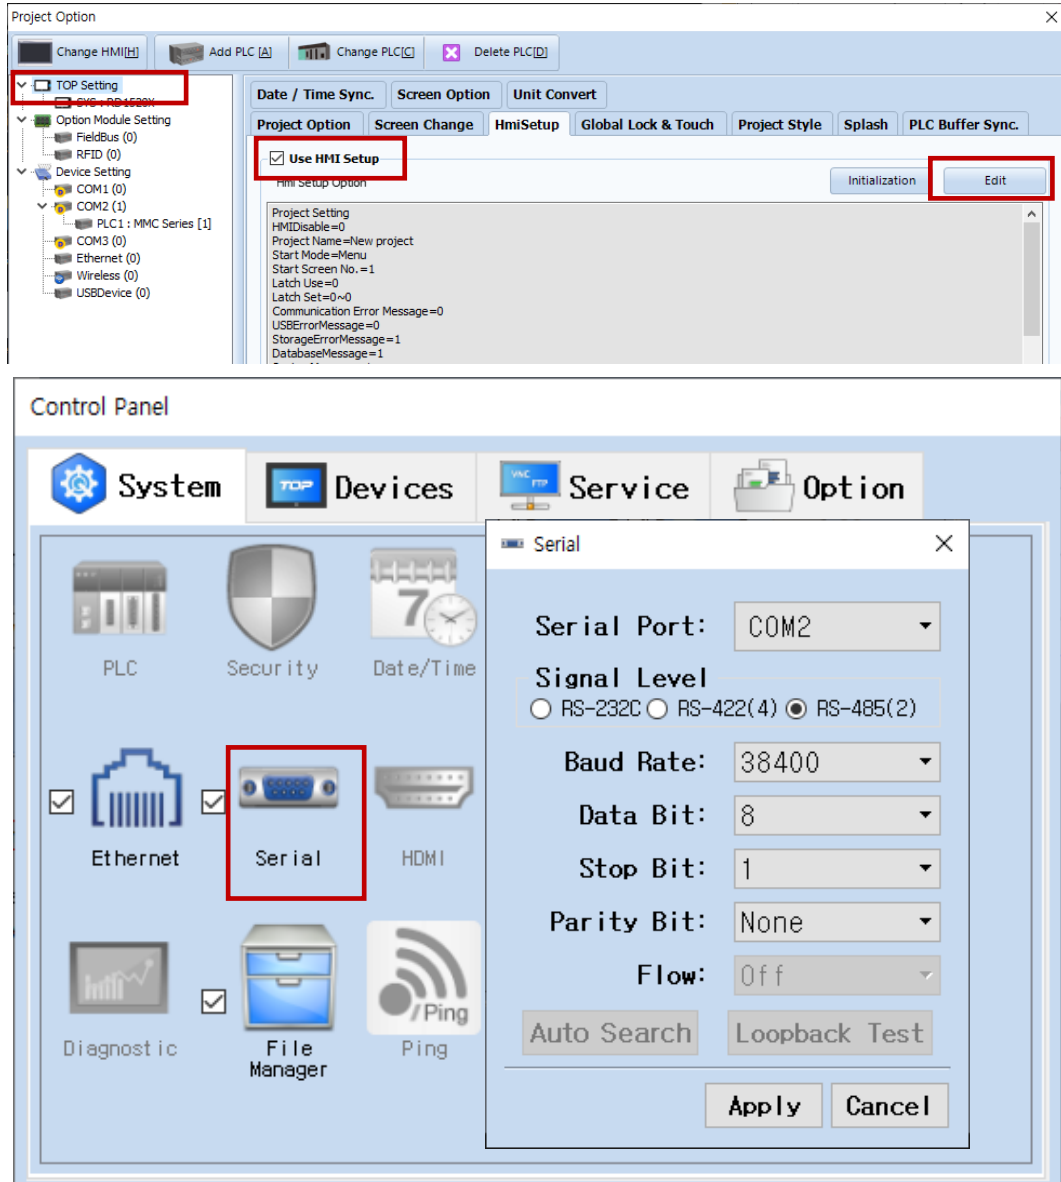 Project Option
Change HMI[H] Add PLC [A] Change PLC[C] Delete PLC[D]
TOP Setting
SYS : RD1520X
Option Module Setting
FieldBus (0)
RFID (0)
Device Setting
COM1 (0)
COM2 (1)
PLC1 : MMC Series [1]
COM3 (0)
Ethernet (0)
Wireless (0)
USBDevice (0)
Date / Time Sync. Screen Option Unit Convert
Project Option Screen Change HmiSetup Global Lock & Touch Project Style Splash PLC Buffer Sync.
Use HMI Setup
Hmi Setup Option
Initialization Edit
Project Setting
HMIDisable=0
Project Name=New project
Start Mode=Menu
Start Screen No.=1
Latch Use=0
Latch Set=0~0
Communication Error Message=0
USBErrorMessage=0
StorageErrorMessage=1
DatabaseMessage=1
Control Panel
System Devices Service Option
PLC Security Date/Time
Ethernet Serial HDMI
Diagnostic File Manager Ping
Serial
Serial Port: COM2
Signal Level
RS-232C RS-422(4) RS-485(2)
Baud Rate: 38400
Data Bit: 8
Stop Bit: 1
Parity Bit: None
Flow: Off
Auto Search Loopback Test
Apply Cancel